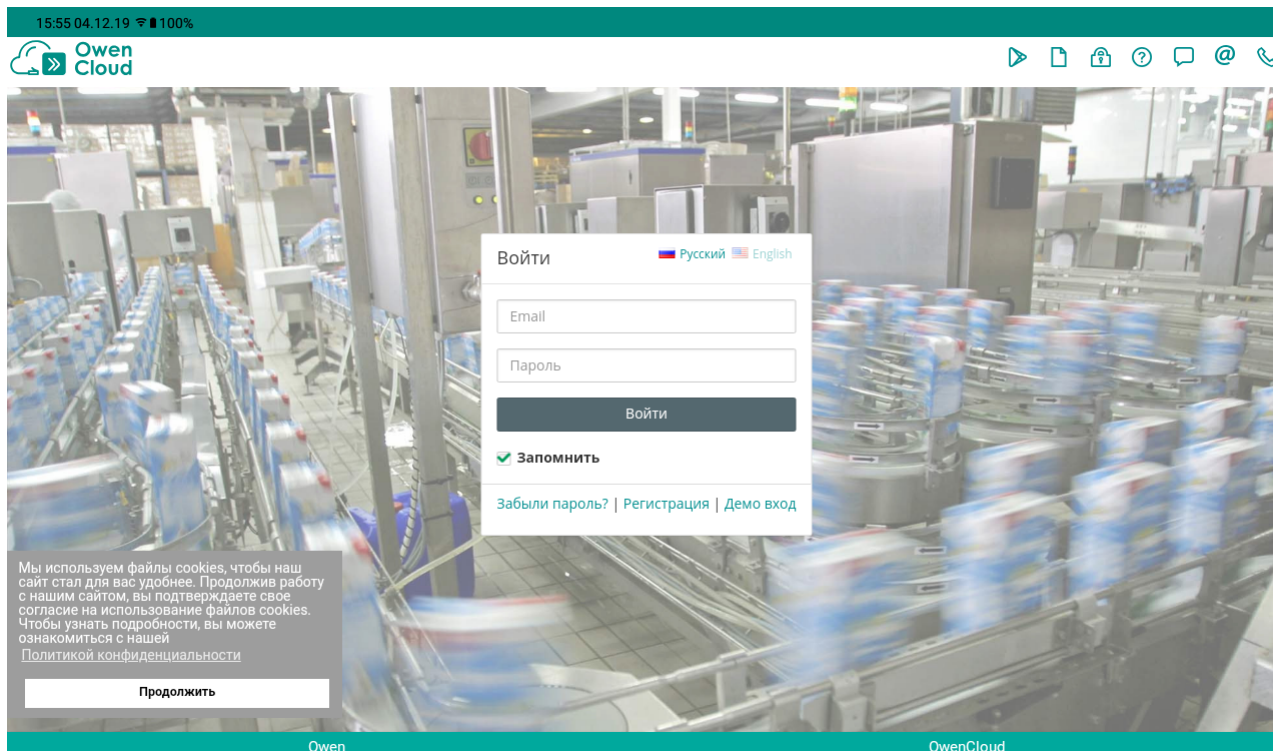 15:55 04.12.19 100%
Owen
Cloud
Войти
Русский English
Email
Пароль
Войти
Запомнить
Забыли пароль? | Регистрация | Демо вход
Мы используем файлы cookies, чтобы наш
сайт стал для вас удобнее. Продолжив работу
с нашим сайтом, вы подтверждаете свое
согласие на использование файлов cookies.
Чтобы узнать подробности, вы можете
ознакомиться с нашей
Политикой конфиденциальности
Продолжить
Owen OwenCloud